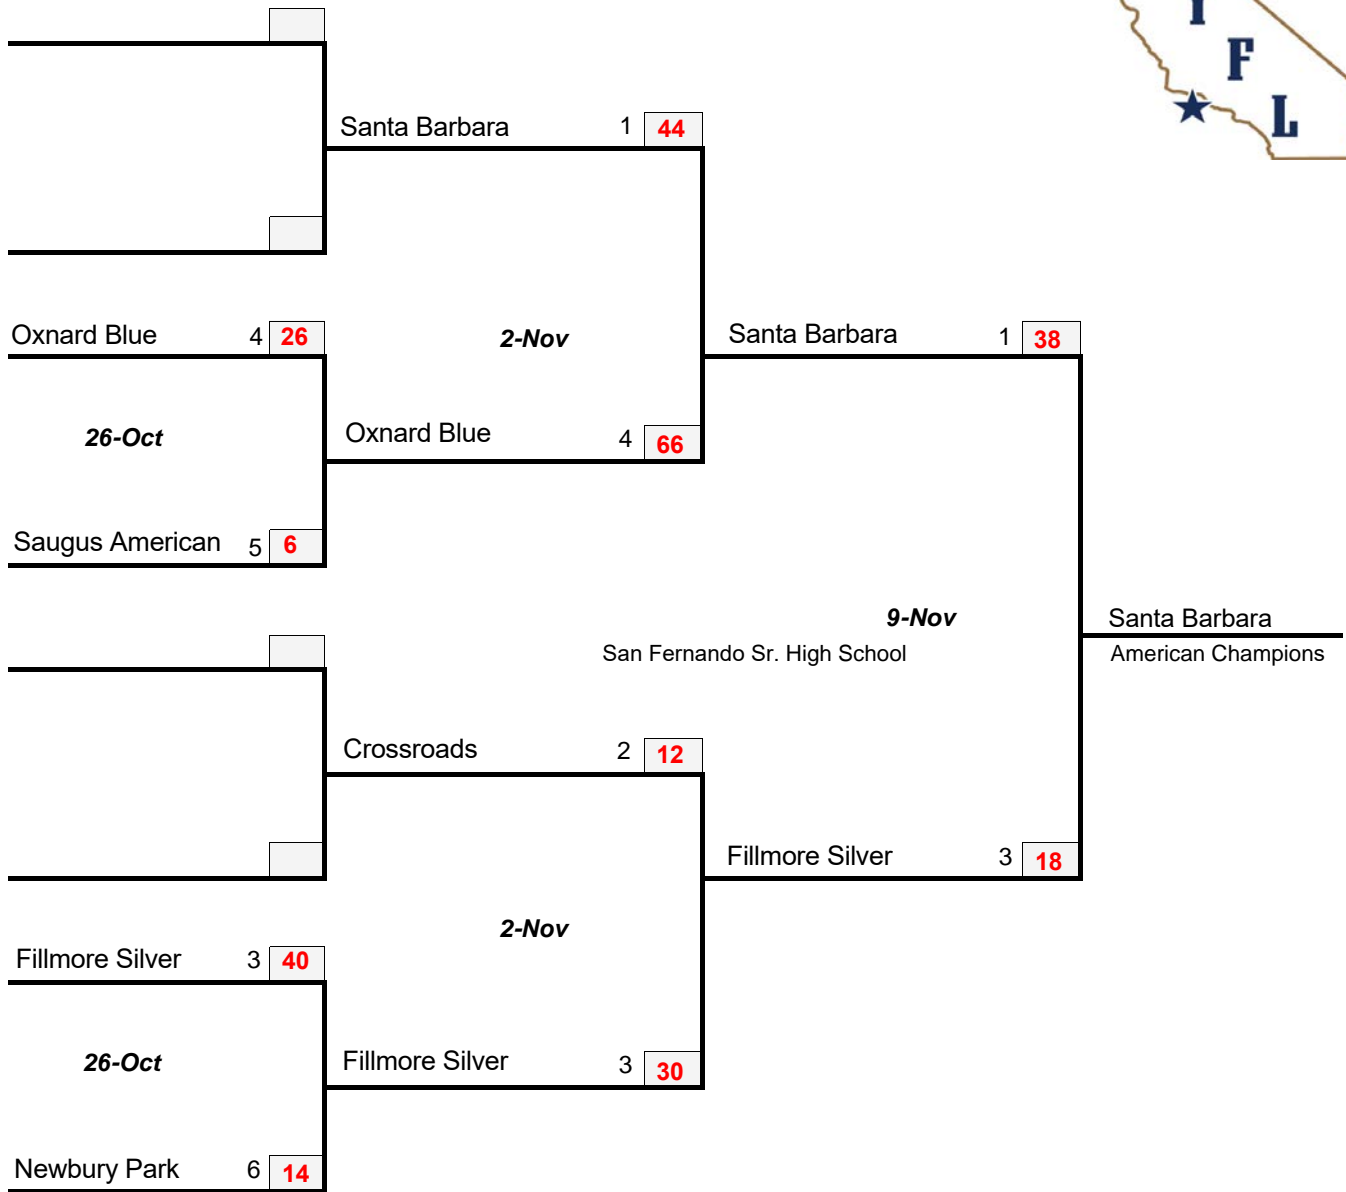 Y
F
L
Santa Barbara 1 44
Oxnard Blue 4 26
2-Nov
Santa Barbara 1 38
26-Oct
Oxnard Blue 4 66
Saugus American 5 6
9-Nov
Santa Barbara
San Fernando Sr. High School
American Champions
Crossroads 2 12
Fillmore Silver 3 18
2-Nov
Fillmore Silver 3 40
26-Oct
Fillmore Silver 3 30
Newbury Park 6 14